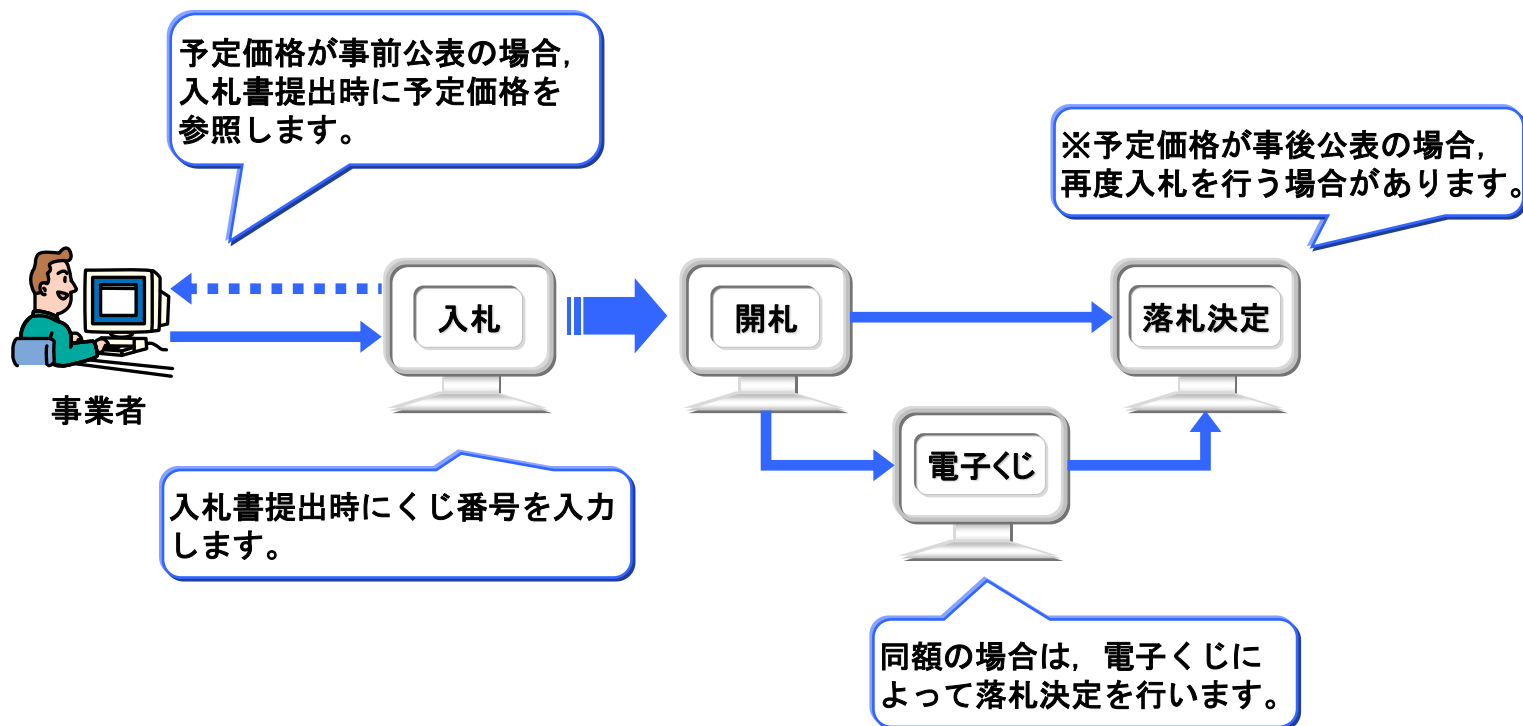 予定価格が事前公表の場合,
入札書提出時に予定価格を
参照します。
※予定価格が事後公表の場合,
再度入札を行う場合があります。
入札
開札
落札決定
事業者
電子くじ
入札書提出時にくじ番号を入力
します。
同額の場合は，電子くじに
よって落札決定を行います。